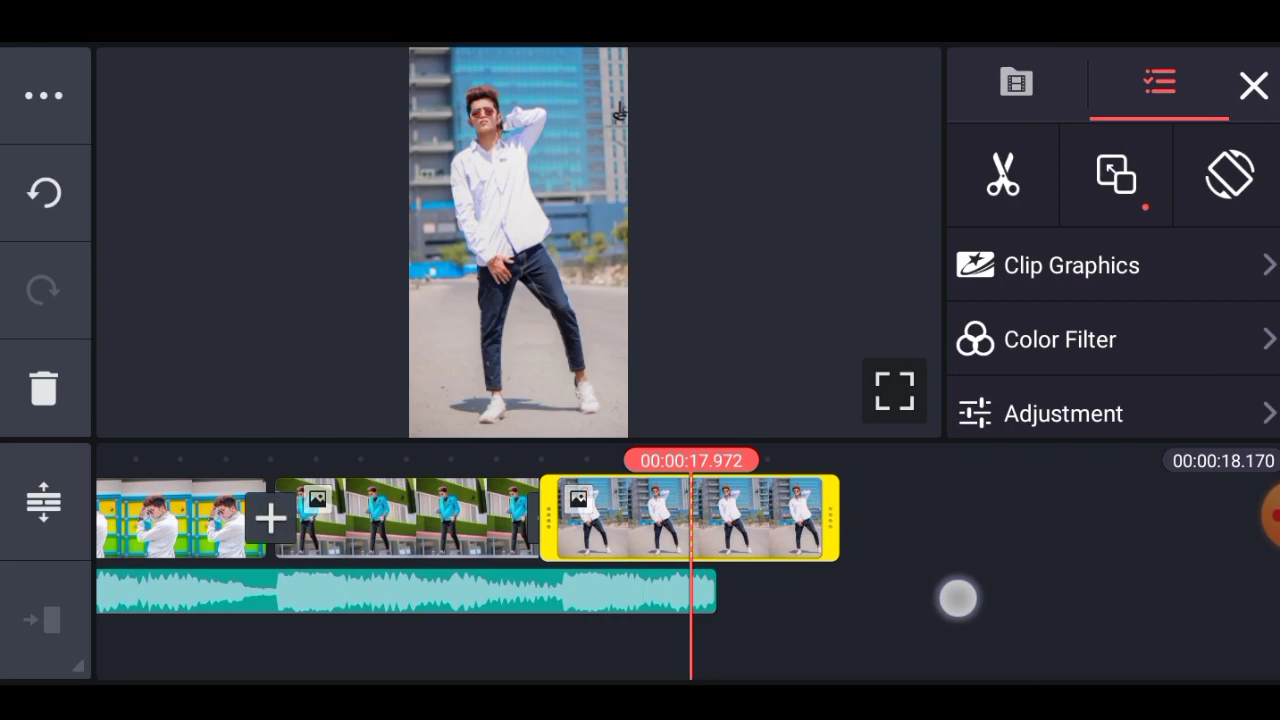 Clip Graphics
Color Filter
Adjustment
00:00:17.972
00:00:18.170